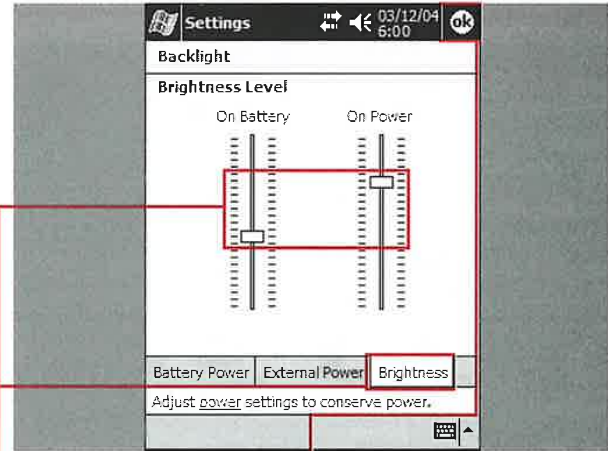 Settings 03/12/04 6:00 ok
Backlight
Brightness Level
On Battery On Power
Battery Power External Power Brightness
Adjust power settings to conserve power.